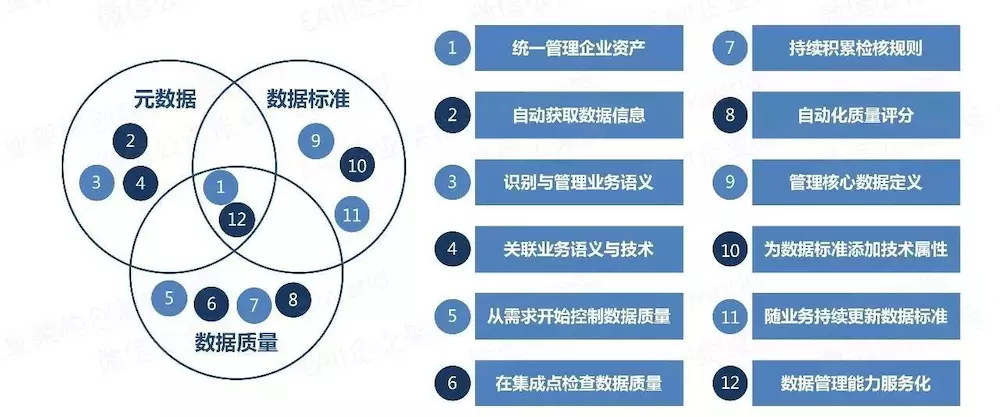 元数据
数据标准
2
3
4
9
10
11
1
12
5
6
7
8
数据质量
1 统一管理企业资产
2 自动获取数据信息
3 识别与管理业务语义
4 关联业务语义与技术
5 从需求开始控制数据质量
6 在集成点检查数据质量
7 持续积累检核规则
8 自动化质量评分
9 管理核心数据定义
10 为数据标准添加技术属性
11 随业务持续更新数据标准
12 数据管理能力服务化